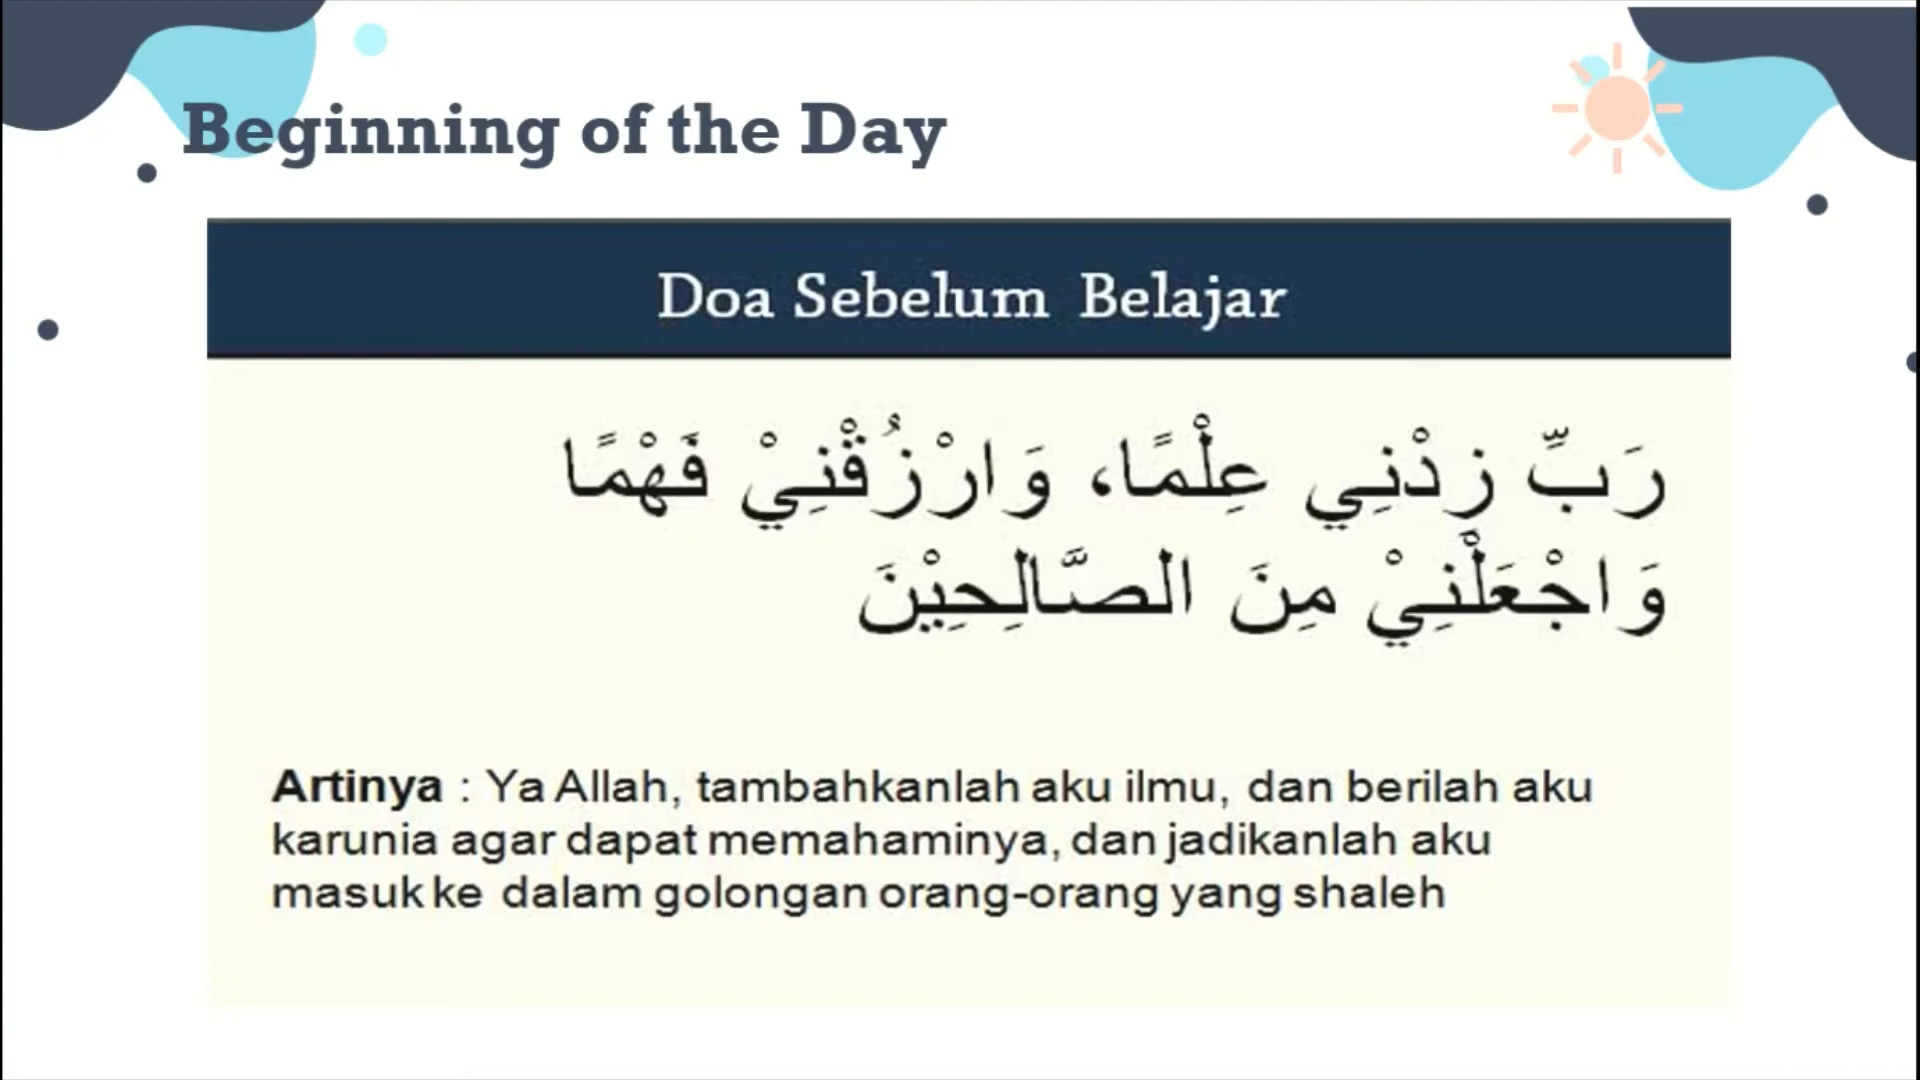 Beginning of the Day
Doa Sebelum Belajar
رَبِّ زِدْنِي عِلْمًا، وَارْزُقْنِيْ فَهْمًا
وَاجْعَلْنِيْ مِنَ الصَّالِحِيْنَ
Artinya : Ya Allah, tambahkanlah aku ilmu, dan berilah aku
karunia agar dapat memahaminya, dan jadikanlah aku
masuk ke dalam golongan orang-orang yang shaleh